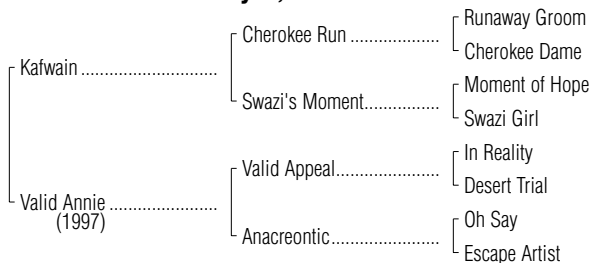 Runaway Groom
Cherokee Run ....................
Cherokee Dame
Kafwain ..............................
Moment of Hope
Swazi's Moment................
Swazi Girl
In Reality
Valid Appeal......................
Desert Trial
Valid Annie .......................
(1997)
Oh Say
Anacreontic.......................
Escape Artist